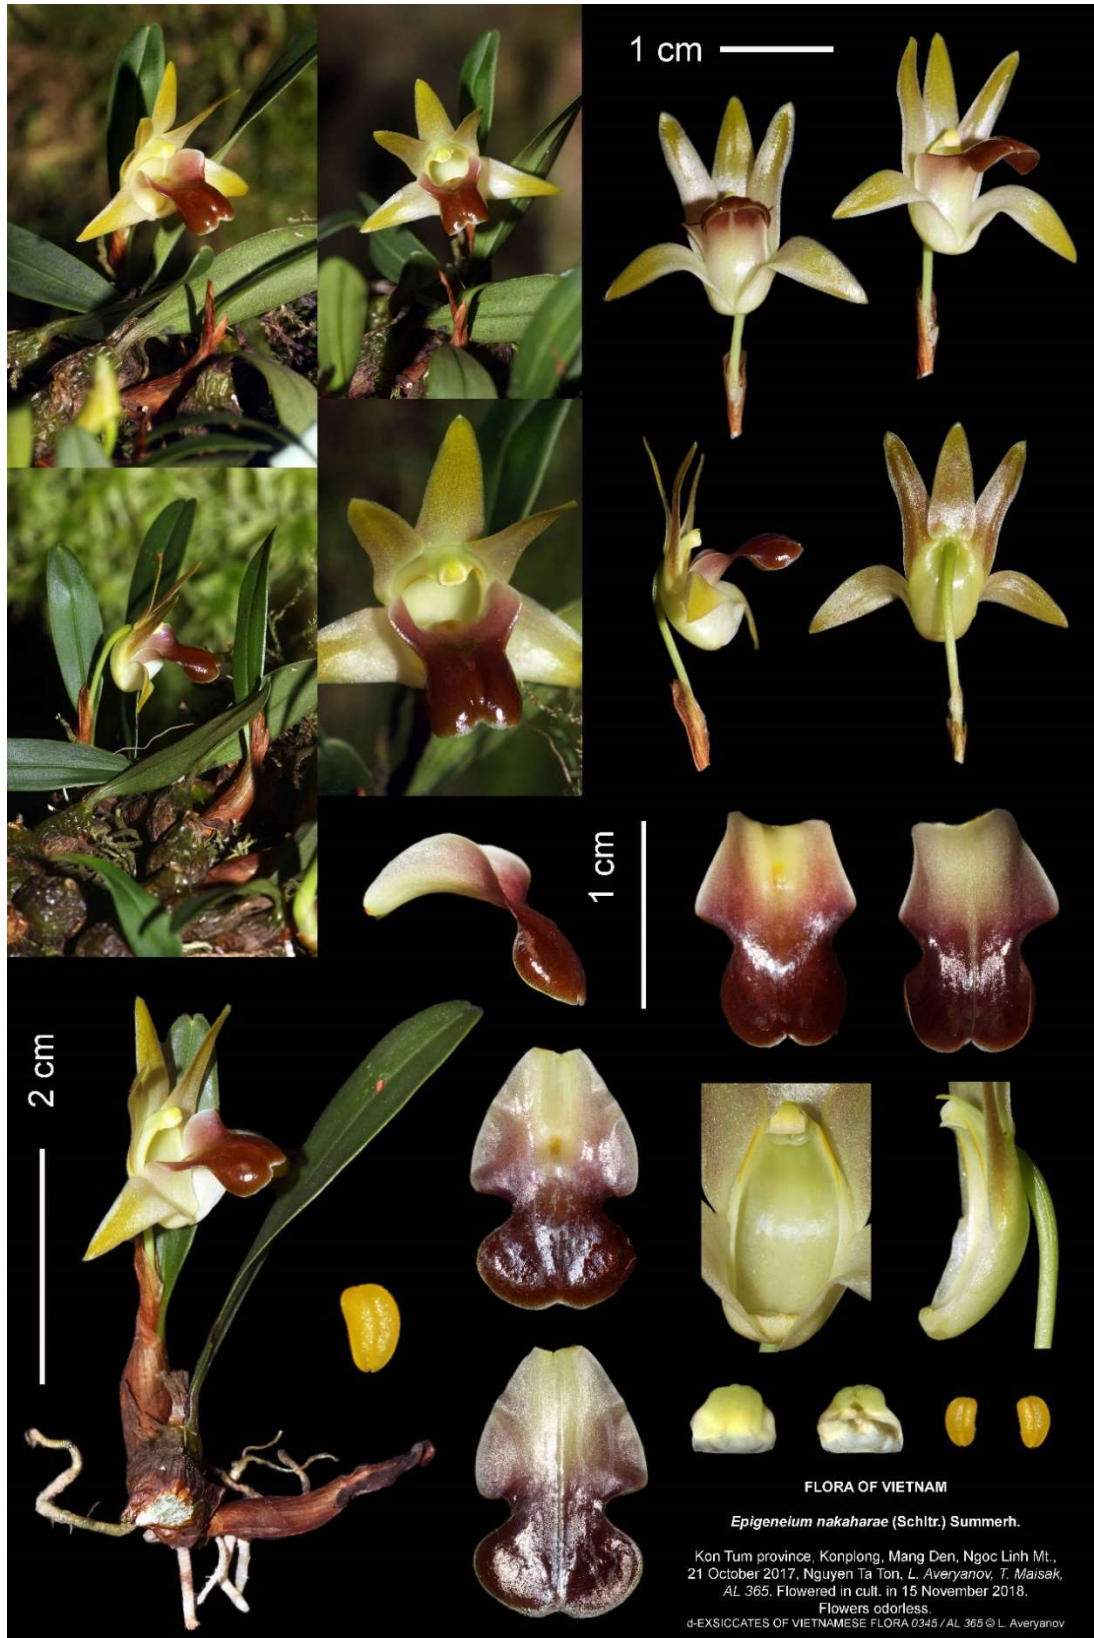 1 cm
1 cm
2 cm
FLORA OF VIETNAM
Epigeneium nakaharae (Schltr.) Summerh.
Kon Tum province, Konplong, Mang Den, Ngoc Linh Mt.,
21 October 2017, Nguyen Ta Ton, L. Averyanov, T. Maisak,
AL 365. Flowered in cult. in 15 November 2018.
Flowers odorless.
d-EXSICCATES OF VIETNAMESE FLORA 0345 / AL 365 © L. Averyanov